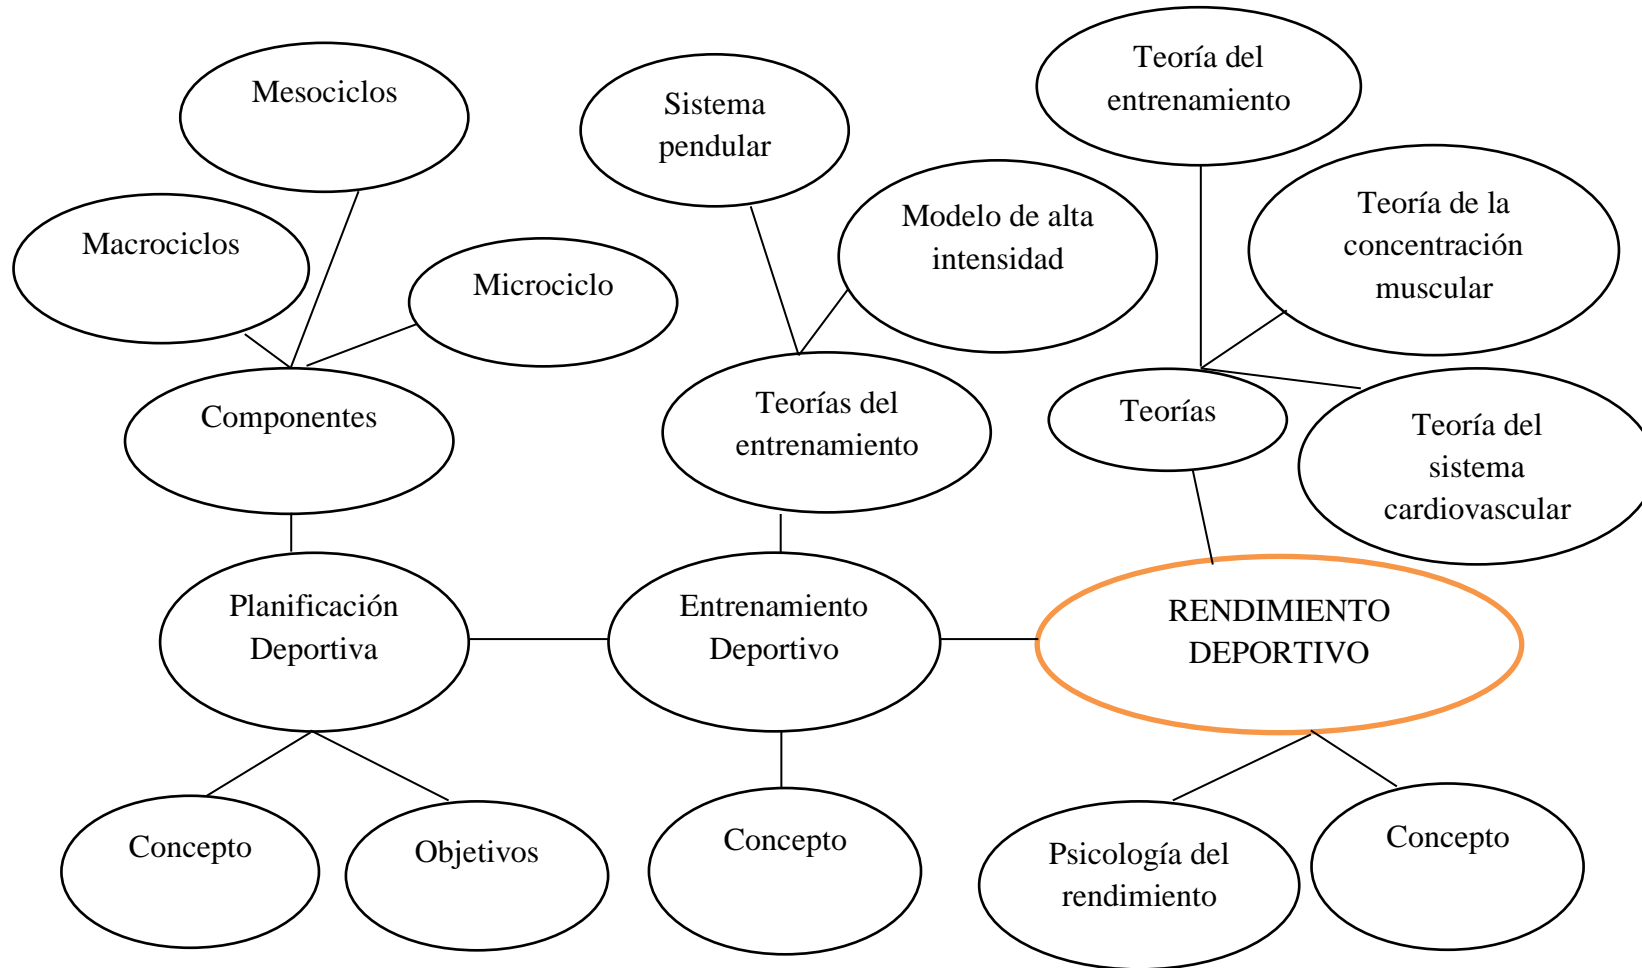 Mesociclos
Sistema
pendular
Teoría del
entrenamiento
Macrociclos
Microciclo
Modelo de alta
intensidad
Teoría de la
concentración
muscular
Componentes
Teorías del
entrenamiento
Teorías
Teoría del
sistema
cardiovascular
Planificación
Deportiva
Entrenamiento
Deportivo
RENDIMIENTO
DEPORTIVO
Concepto
Objetivos
Concepto
Psicología del
rendimiento
Concepto